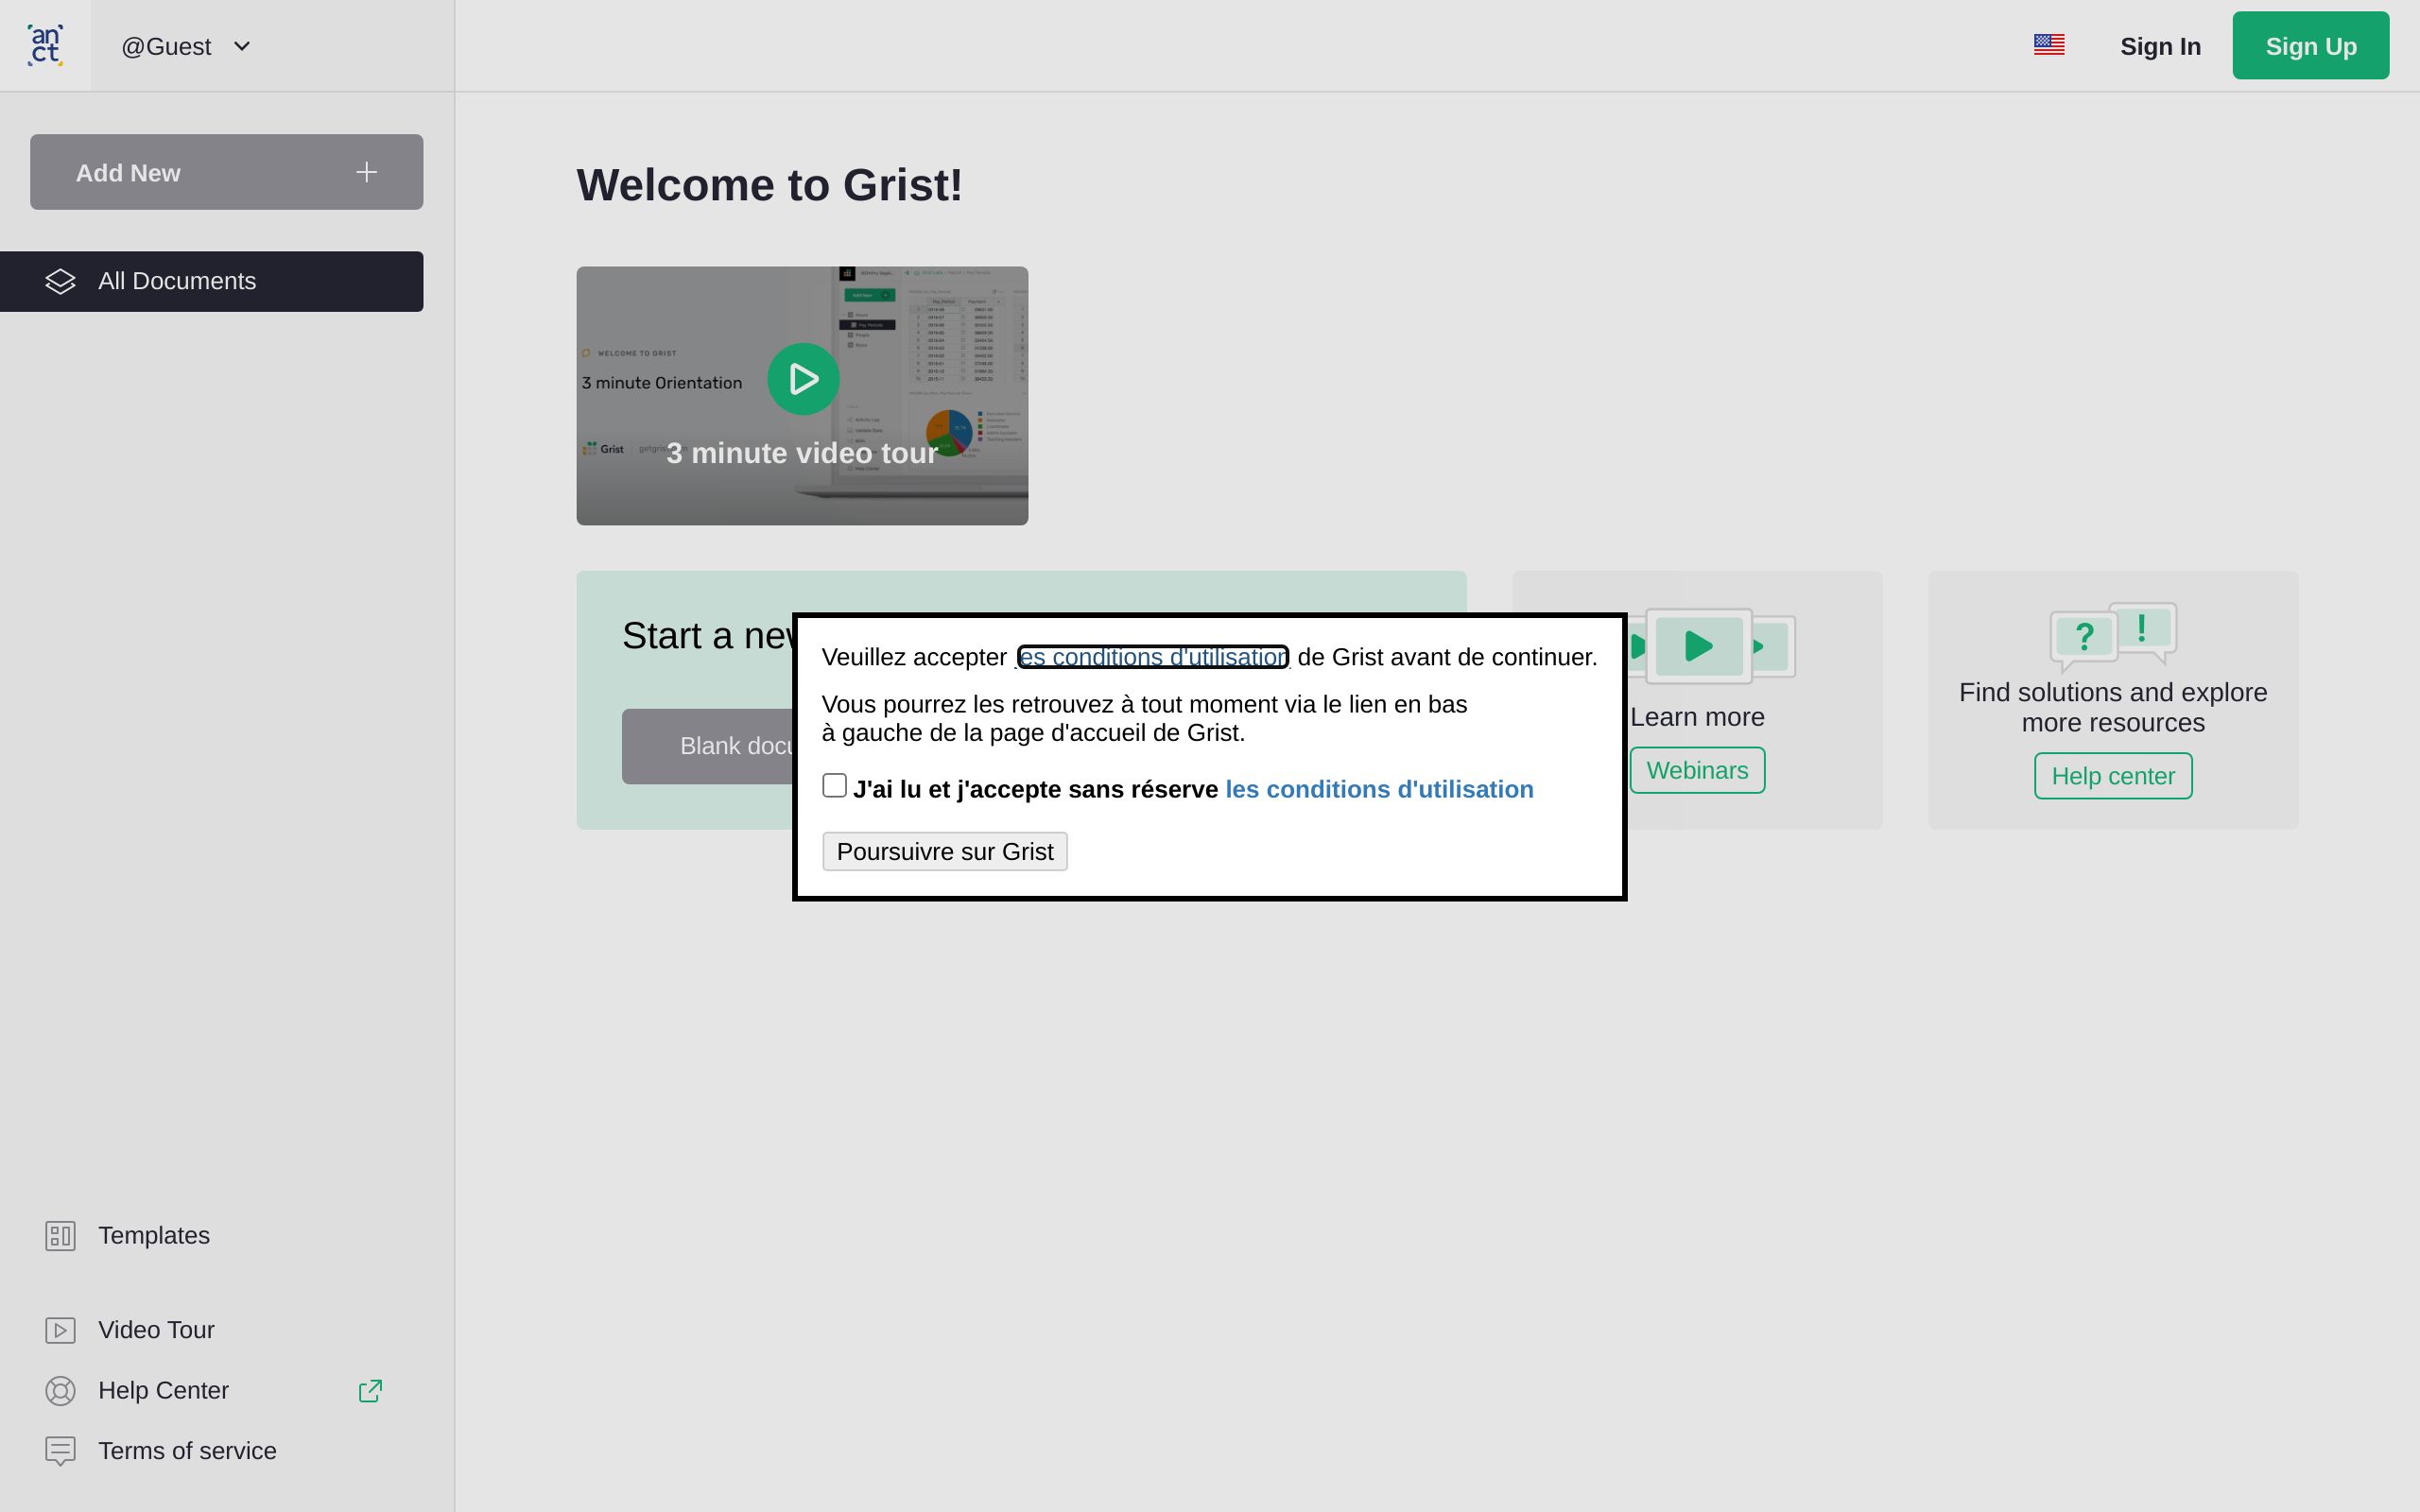 an
ct
@Guest
Sign In
Sign Up
Add New
All Documents
Welcome to Grist!
WELCOME TO GRIST
3 minute Orientation
Grist
3 minute video tour
Start a new
Blank docu
Learn more
Webinars
Find solutions and explore
more resources
Help center
Veuillez accepter les conditions d'utilisation de Grist avant de continuer.
Vous pourrez les retrouvez à tout moment via le lien en bas
à gauche de la page d'accueil de Grist.
J'ai lu et j'accepte sans réserve les conditions d'utilisation
Poursuivre sur Grist
Templates
Video Tour
Help Center
Terms of service